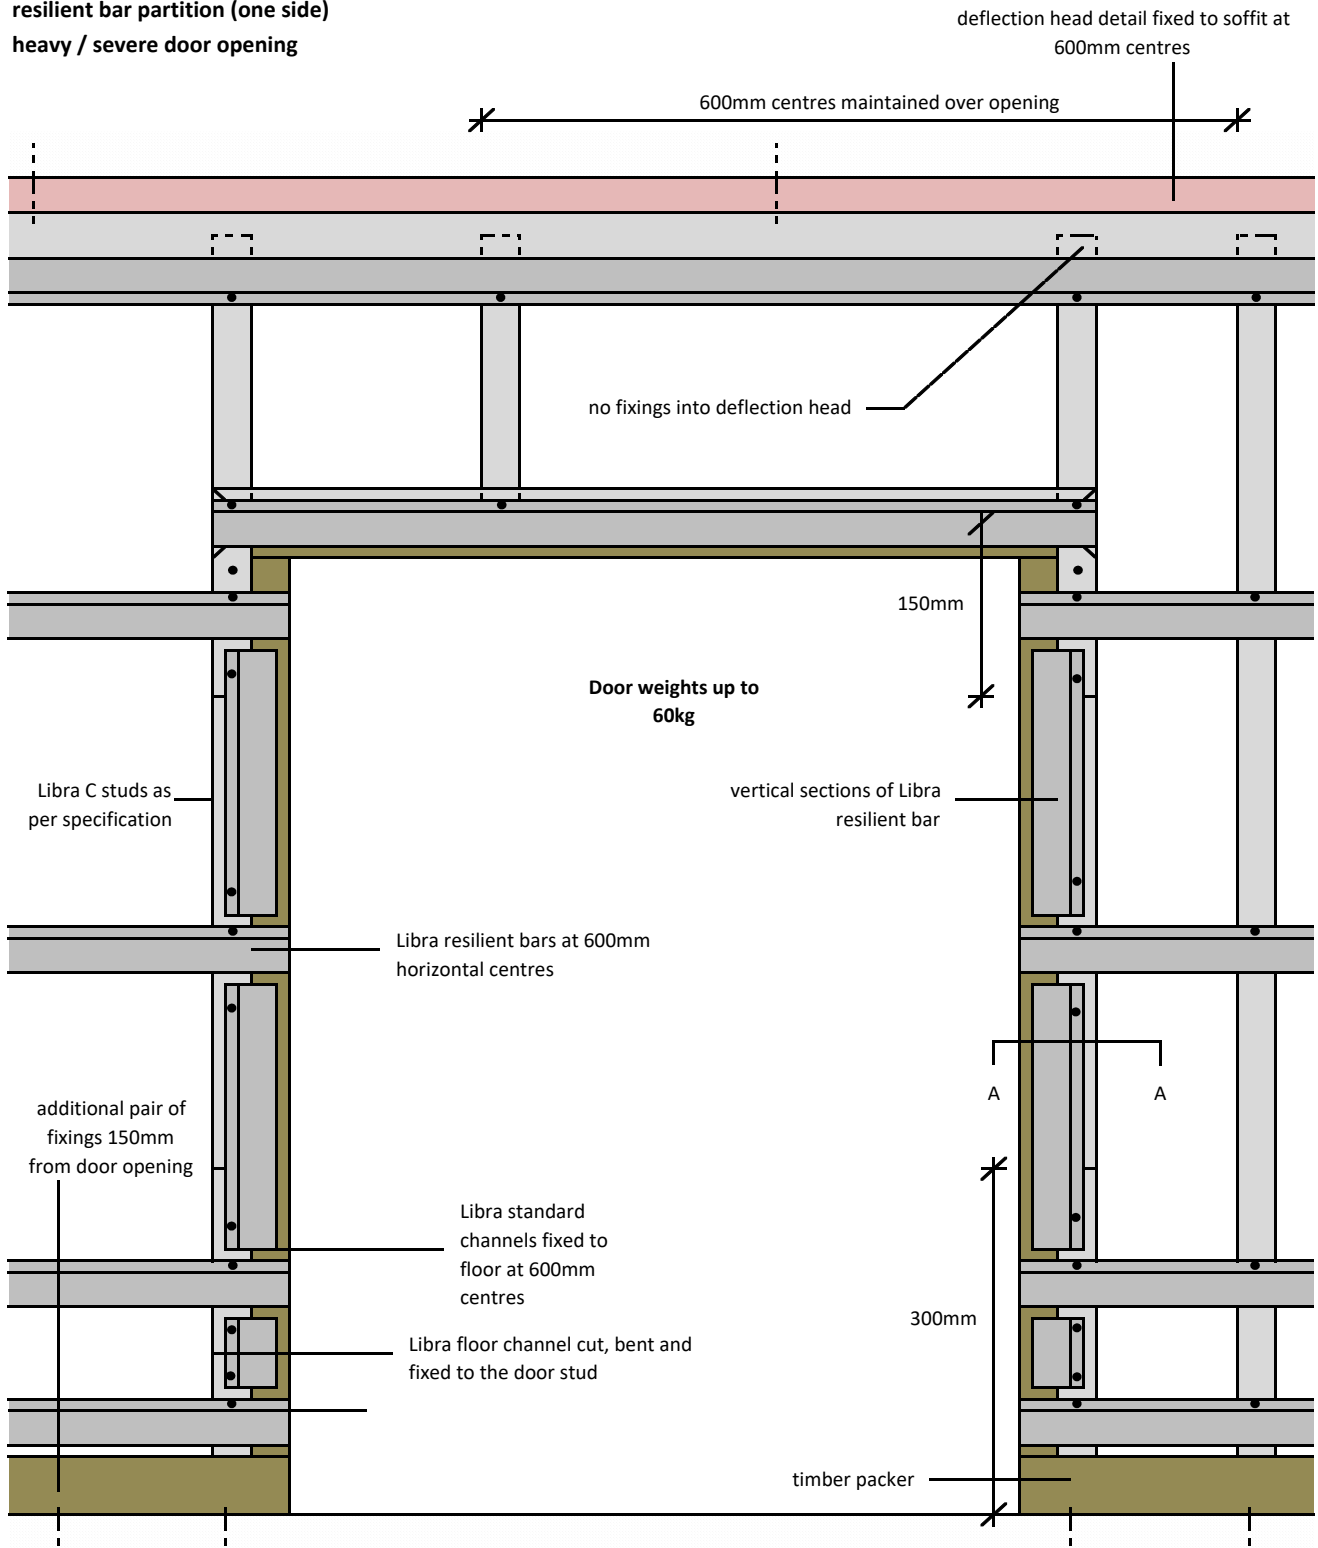 resilient bar partition (one side)
heavy / severe door opening
deflection head detail fixed to soffit at
600mm centres
600mm centres maintained over opening
no fixings into deflection head
150mm
Door weights up to
60kg
Libra C studs as
per specification
vertical sections of Libra
resilient bar
Libra resilient bars at 600mm
horizontal centres
A
A
additional pair of
fixings 150mm
from door opening
Libra standard
channels fixed to
floor at 600mm
centres
300mm
Libra floor channel cut, bent and
fixed to the door stud
timber packer